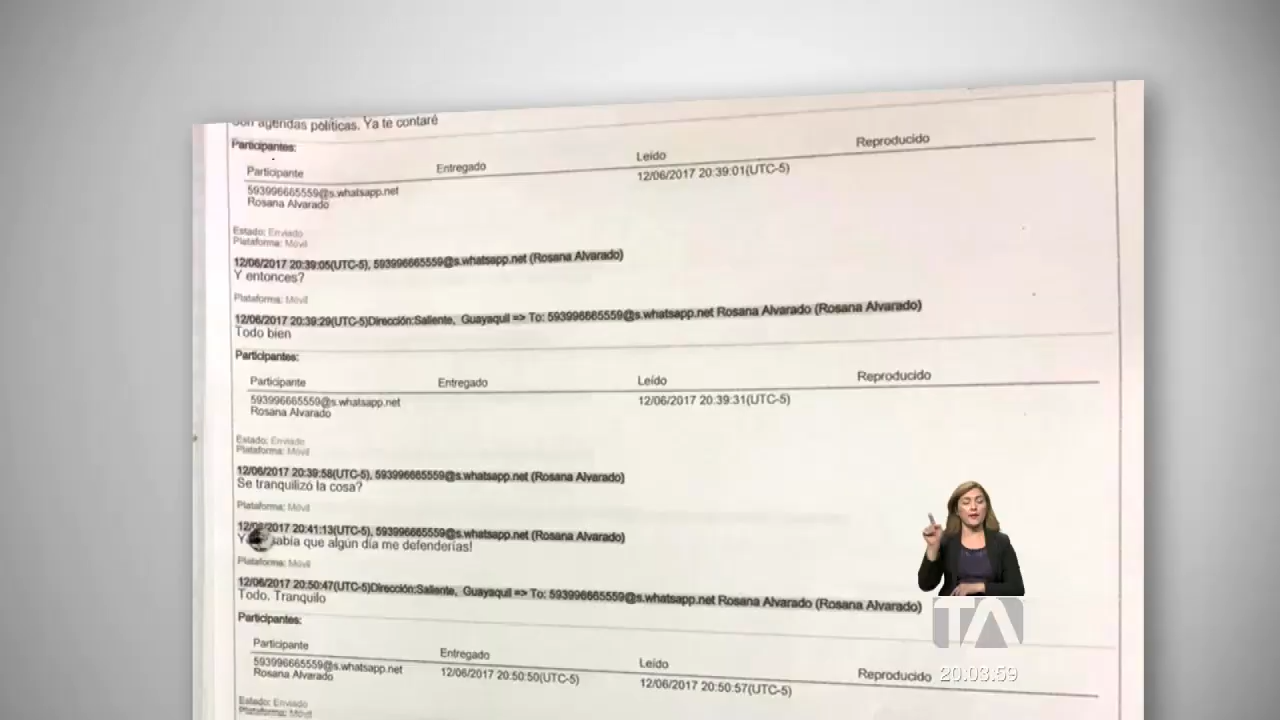 son agendas políticas. Ya te contaré
Participantes:
Participante Entregado Leído Reproducido
593996665559@s.whatsapp.net 12/06/2017 20:39:01(UTC-5)
Rosana Alvarado
Estado: Enviado
Plataforma: Móvil
12/06/2017 20:39:05(UTC-5), 593996665559@s.whatsapp.net (Rosana Alvarado)
Y entonces?
Plataforma: Móvil
12/06/2017 20:39:29(UTC-5)Dirección:Saliente, Guayaquil => To: 593996665559@s.whatsapp.net Rosana Alvarado (Rosana Alvarado)
Todo bien
Participantes:
Participante Entregado Leído Reproducido
593996665559@s.whatsapp.net 12/06/2017 20:39:31(UTC-5)
Rosana Alvarado
Estado: Enviado
Plataforma: Móvil
12/06/2017 20:39:58(UTC-5), 593996665559@s.whatsapp.net (Rosana Alvarado)
Se tranquilizó la cosa?
Plataforma: Móvil
12/06/2017 20:41:13(UTC-5), 593996665559@s.whatsapp.net (Rosana Alvarado)
que algún día me defenderías!
Plataforma: Móvil
12/06/2017 20:50:47(UTC-5)Dirección:Saliente, Guayaquil => To: 593996665559@s.whatsapp.net Rosana Alvarado (Rosana Alvarado)
Todo. Tranquilo
Participantes:
Participante Entregado Leído Reproducido
593996665559@s.whatsapp.net 12/06/2017 20:50:50(UTC-5) 12/06/2017 20:50:57(UTC-5)
Rosana Alvarado
Estado: Enviado
Plataforma: Móvil
TA
20:03:59